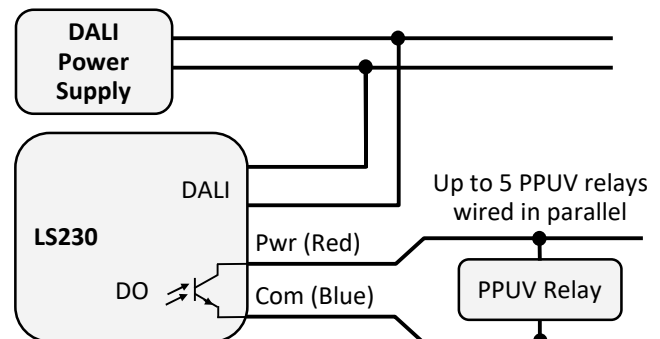 DALI
Power
Supply
DALI
Up to 5 PPUV relays
wired in parallel
LS230
Pwr (Red)
DO
Com (Blue)
PPUV Relay